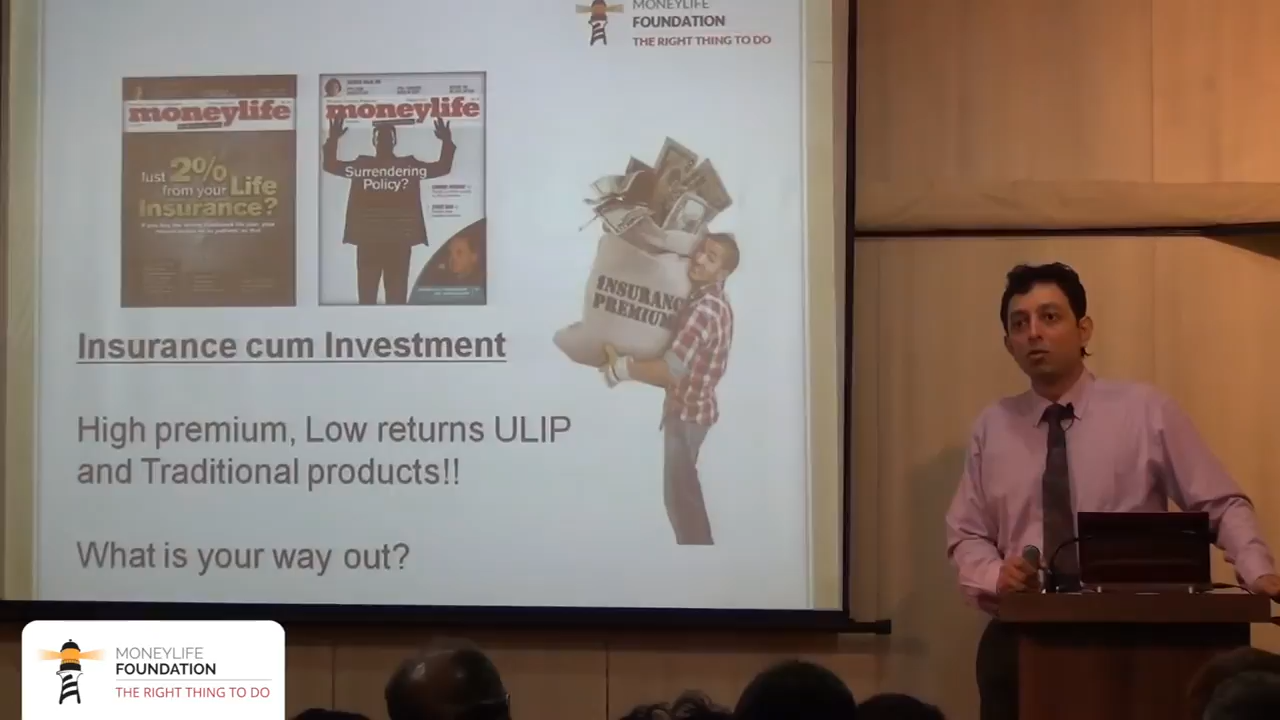 MONEYLIFE
FOUNDATION
THE RIGHT THING TO DO
moneylife
Just 2%
from your Life
Insurance?
moneylife
Surrendering
Policy?
INSURANC
PREMIUM
Insurance cum Investment
High premium, Low returns ULIP
and Traditional products!!
What is your way out?
MONEYLIFE
FOUNDATION
THE RIGHT THING TO DO